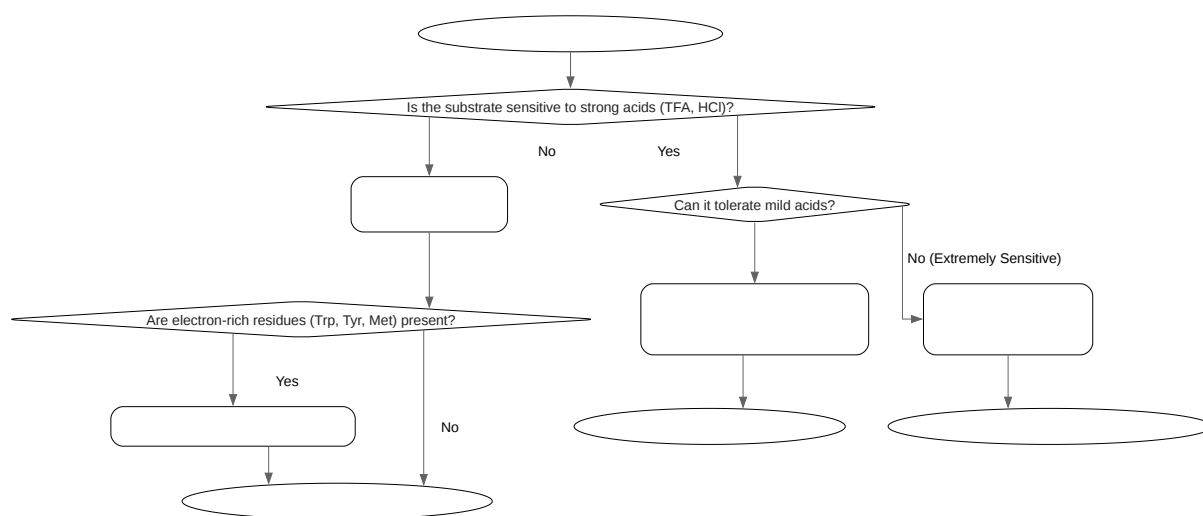 Is the substrate sensitive to strong acids (TFA, HCl)?
No
Yes
Can it tolerate mild acids?
No (Extremely Sensitive)
Are electron-rich residues (Trp, Tyr, Met) present?
Yes
No